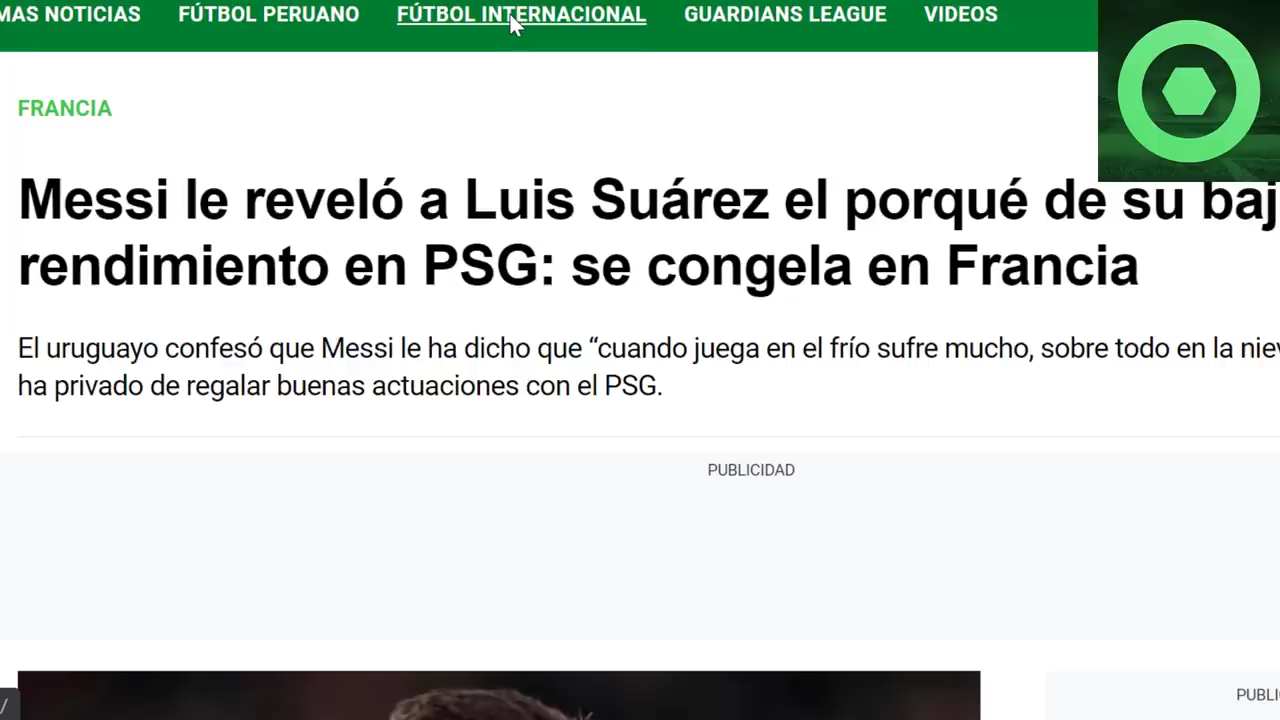 MAS NOTICIAS FÚTBOL PERUANO FÚTBOL INTERNACIONAL GUARDIANS LEAGUE VIDEOS
FRANCIA
Messi le reveló a Luis Suárez el porqué de su baj
rendimiento en PSG: se congela en Francia
El uruguayo confesó que Messi le ha dicho que “cuando juega en el frío sufre mucho, sobre todo en la niev
ha privado de regalar buenas actuaciones con el PSG.
PUBLICIDAD
PUBLI
/